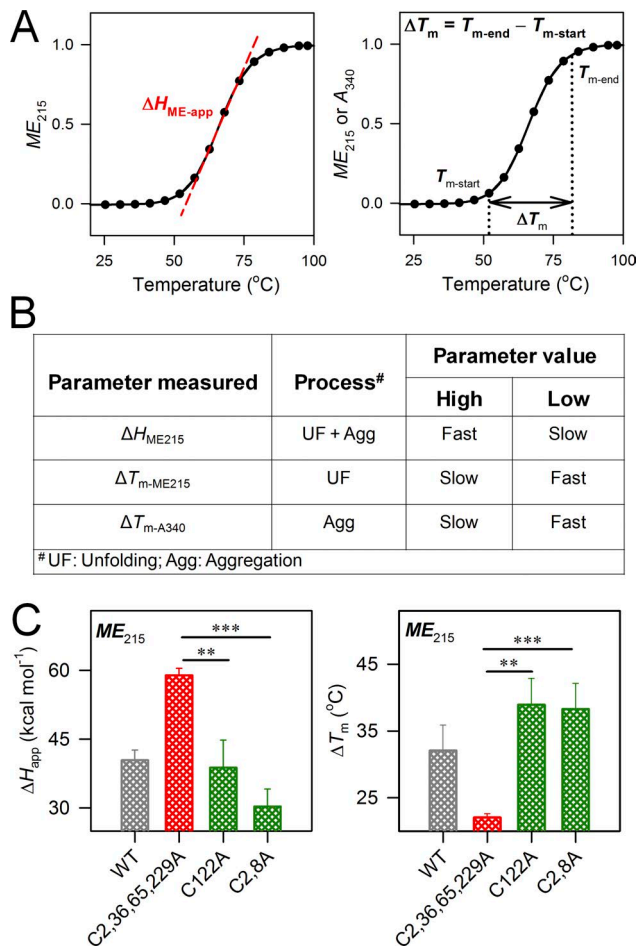 A
ME215
1.0
0.5
0.0
ΔHME-app
25 50 75 100
Temperature (°C)
ME215 or A340
1.0
0.5
0.0
ΔTm = Tm-end − Tm-start
Tm-end
Tm-start
ΔTm
25 50 75 100
Temperature (°C)
B
Parameter measured Process# Parameter value
High Low
ΔHME215 UF + Agg Fast Slow
ΔTm-ME215 UF Slow Fast
ΔTm-A340 Agg Slow Fast
# UF: Unfolding; Agg: Aggregation
C
ME215
***
**
ΔHapp (kcal mol⁻¹)
60
45
30
WT
C2,36,65,229A
C122A
C2,8A
ME215
***
**
ΔTm (°C)
45
35
25
WT
C2,36,65,229A
C122A
C2,8A